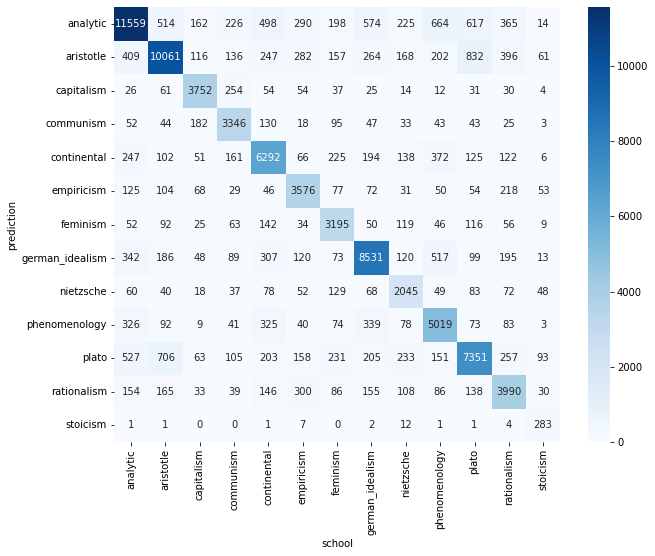 analytic 11559 514 162 226 498 290 198 574 225 664 617 365 14
aristotle 409 10061 116 136 247 282 157 264 168 202 832 396 61
capitalism 26 61 3752 254 54 54 37 25 14 12 31 30 4
communism 52 44 182 3346 130 18 95 47 33 43 43 25 3
continental 247 102 51 161 6292 66 225 194 138 372 125 122 6
empiricism 125 104 68 29 46 3576 77 72 31 50 54 218 53
feminism 52 92 25 63 142 34 3195 50 119 46 116 56 9
german_idealism 342 186 48 89 307 120 73 8531 120 517 99 195 13
nietzsche 60 40 18 37 78 52 129 68 2045 49 83 72 48
phenomenology 326 92 9 41 325 40 74 339 78 5019 73 83 3
plato 527 706 63 105 203 158 231 205 233 151 7351 257 93
rationalism 154 165 33 39 146 300 86 155 108 86 138 3990 30
stoicism 1 1 0 0 1 7 0 2 12 1 1 4 283
prediction
analytic aristotle capitalism communism continental empiricism feminism german_idealism nietzsche phenomenology plato rationalism stoicism
school
10000
8000
6000
4000
2000
0